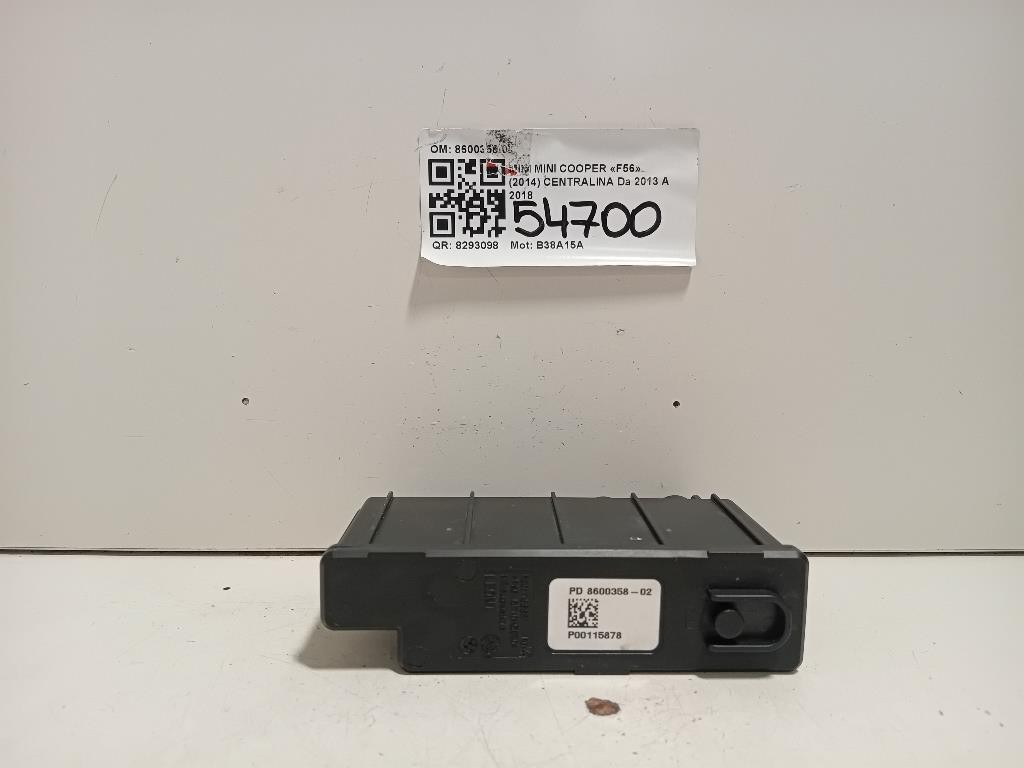 OM: 8600358-0
MINI COOPER «F56»
(2014) CENTRALINA Da 2013 A
2018
54700
QR: 8293098 Mot: B38A15A
PD 8600358-02
P00115878